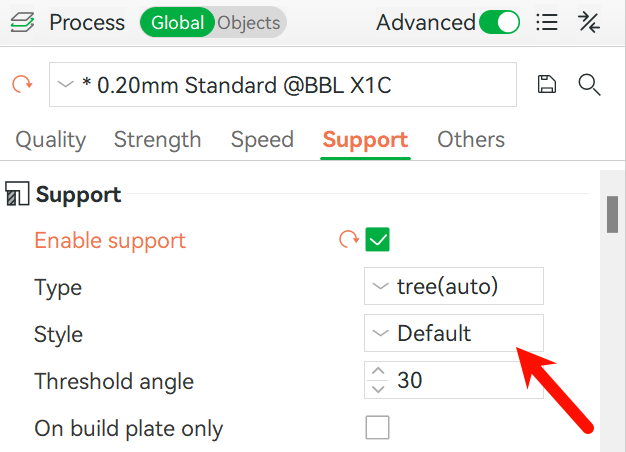 Process Global Objects Advanced
* 0.20mm Standard @BBL X1C
Quality Strength Speed Support Others
Support
Enable support
Type tree(auto)
Style Default
Threshold angle 30
On build plate only